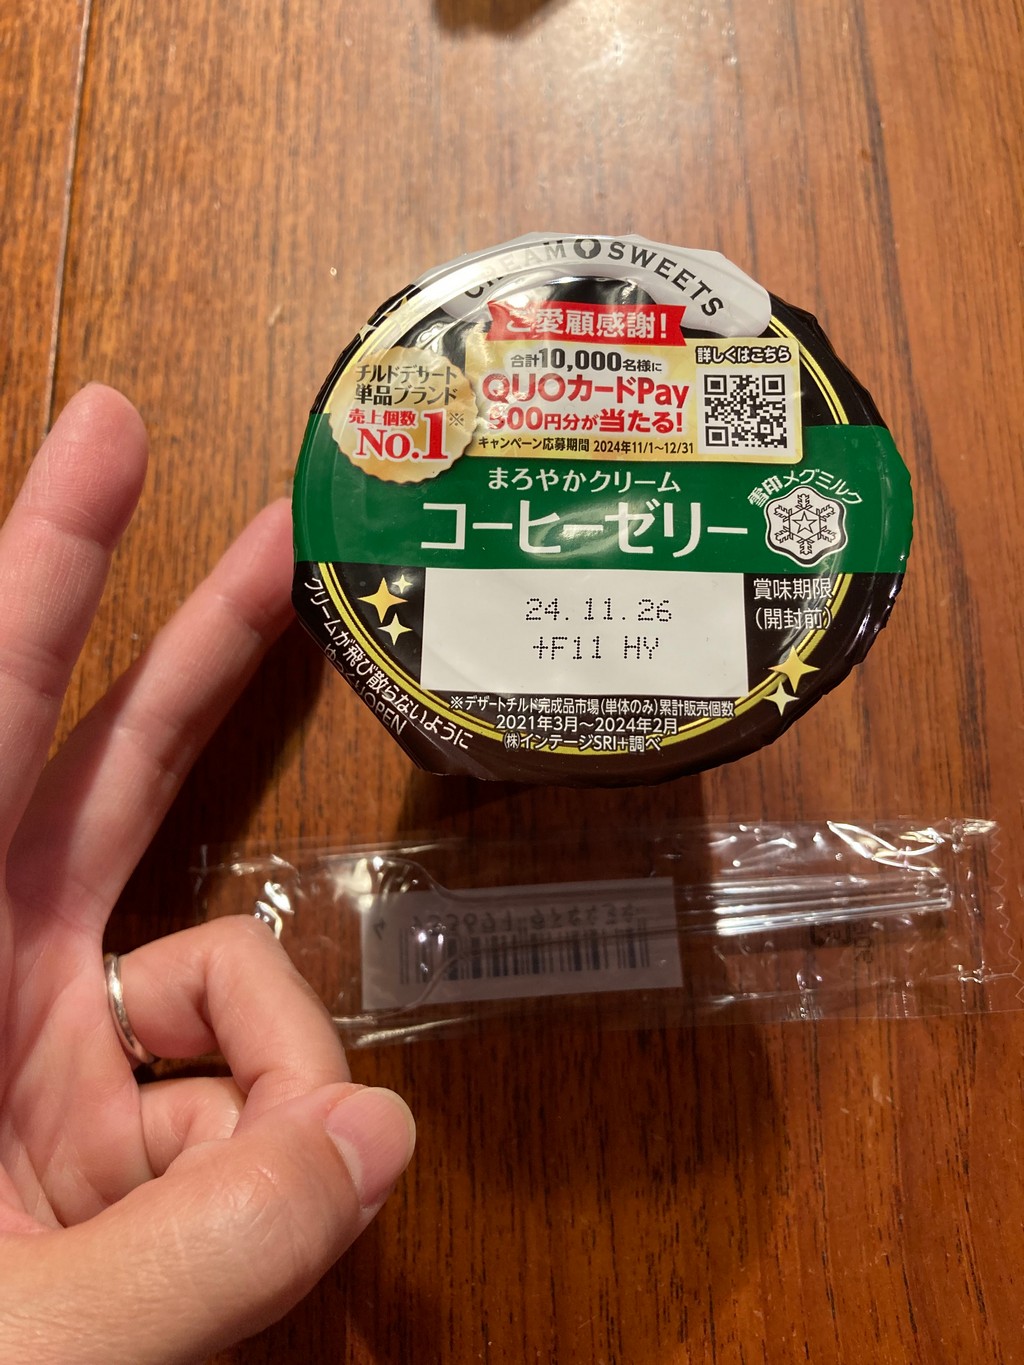 CREAM SWEETS
ご愛顧感謝!
合計10,000名様に
QUOカードPay
300円分が当たる!
キャンペーン応募期間 2024年11/1~12/31
詳しくはこちら
チルドデザート
単品ブランド
売上個数
No.1※
まろやかクリーム
コーヒーゼリー
雪印メグミルク
24.11.26
+F11 HY
賞味期限
(開封前)
クリームが飛び散らないように
ゆっくりOPEN
※デザートチルド完成品市場(単体のみ)累計販売個数
2021年3月~2024年2月
㈱インテージSRI+調べ